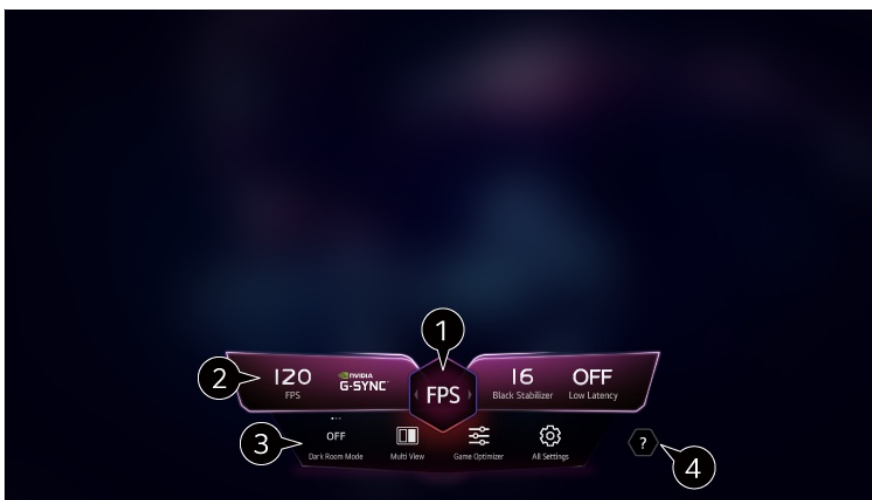 1
2
120
FPS
NVIDIA
G-SYNC
FPS
16
Black Stabilizer
OFF
Low Latency
3
OFF
Dark Room Mode
Multi View
Game Optimizer
All Settings
?
4